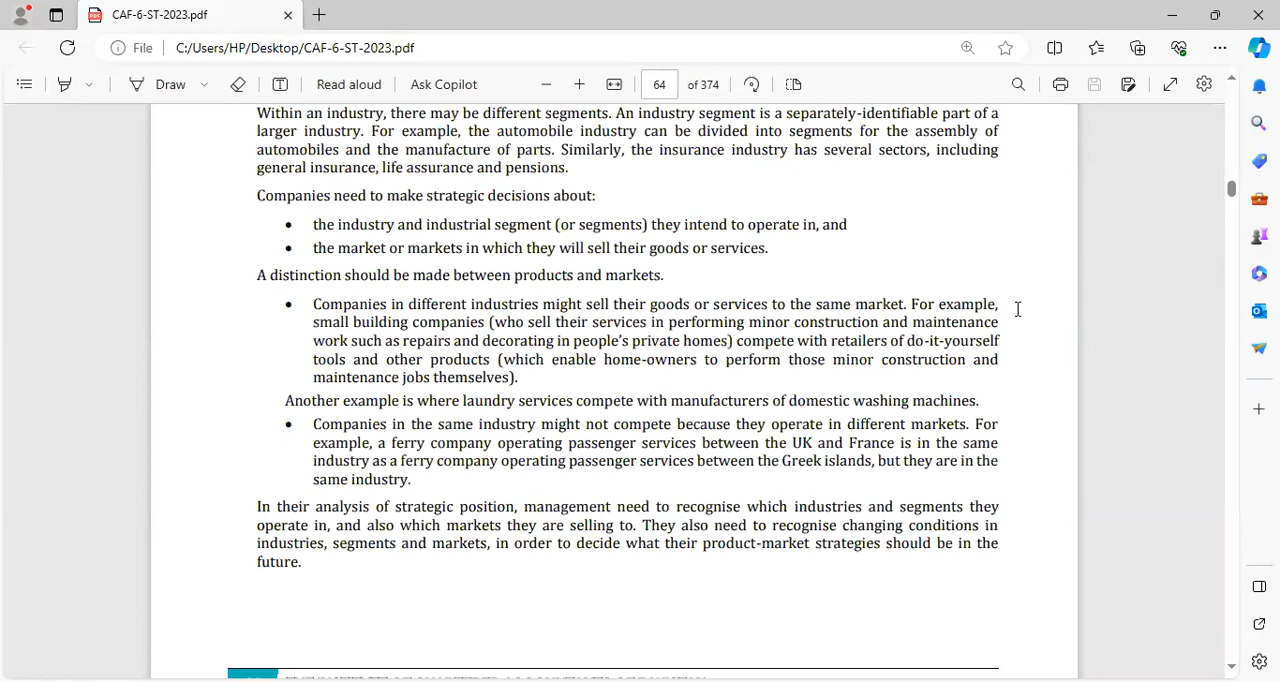 CAF-6-ST-2023.pdf
File C:/Users/HP/Desktop/CAF-6-ST-2023.pdf
Draw Read aloud Ask Copilot 64 of 374
Within an industry, there may be different segments. An industry segment is a separately-identifiable part of a
larger industry. For example, the automobile industry can be divided into segments for the assembly of
automobiles and the manufacture of parts. Similarly, the insurance industry has several sectors, including
general insurance, life assurance and pensions.
Companies need to make strategic decisions about:
• the industry and industrial segment (or segments) they intend to operate in, and
• the market or markets in which they will sell their goods or services.
A distinction should be made between products and markets.
• Companies in different industries might sell their goods or services to the same market. For example,
small building companies (who sell their services in performing minor construction and maintenance
work such as repairs and decorating in people's private homes) compete with retailers of do-it-yourself
tools and other products (which enable home-owners to perform those minor construction and
maintenance jobs themselves).
Another example is where laundry services compete with manufacturers of domestic washing machines.
• Companies in the same industry might not compete because they operate in different markets. For
example, a ferry company operating passenger services between the UK and France is in the same
industry as a ferry company operating passenger services between the Greek islands, but they are in the
same industry.
In their analysis of strategic position, management need to recognise which industries and segments they
operate in, and also which markets they are selling to. They also need to recognise changing conditions in
industries, segments and markets, in order to decide what their product-market strategies should be in the
future.